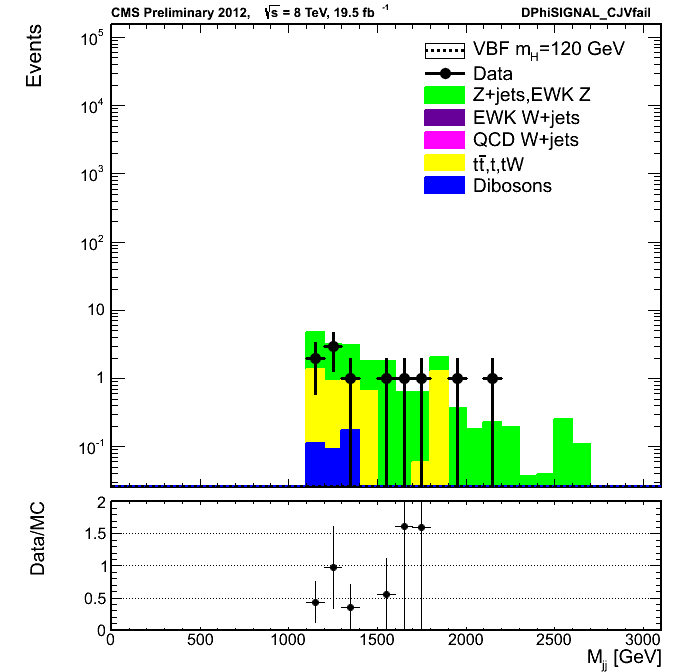 CMS Preliminary 2012, √s = 8 TeV, 19.5 fb⁻¹ DPhiSIGNAL_CJVfail
Events
10⁵
10⁴
10³
10²
10
1
10⁻¹
VBF m_H=120 GeV
Data
Z+jets,EWK Z
EWK W+jets
QCD W+jets
tt̅,t,tW
Dibosons
Data/MC
2
1.5
1
0.5
0
0 500 1000 1500 2000 2500 3000
M_jj [GeV]